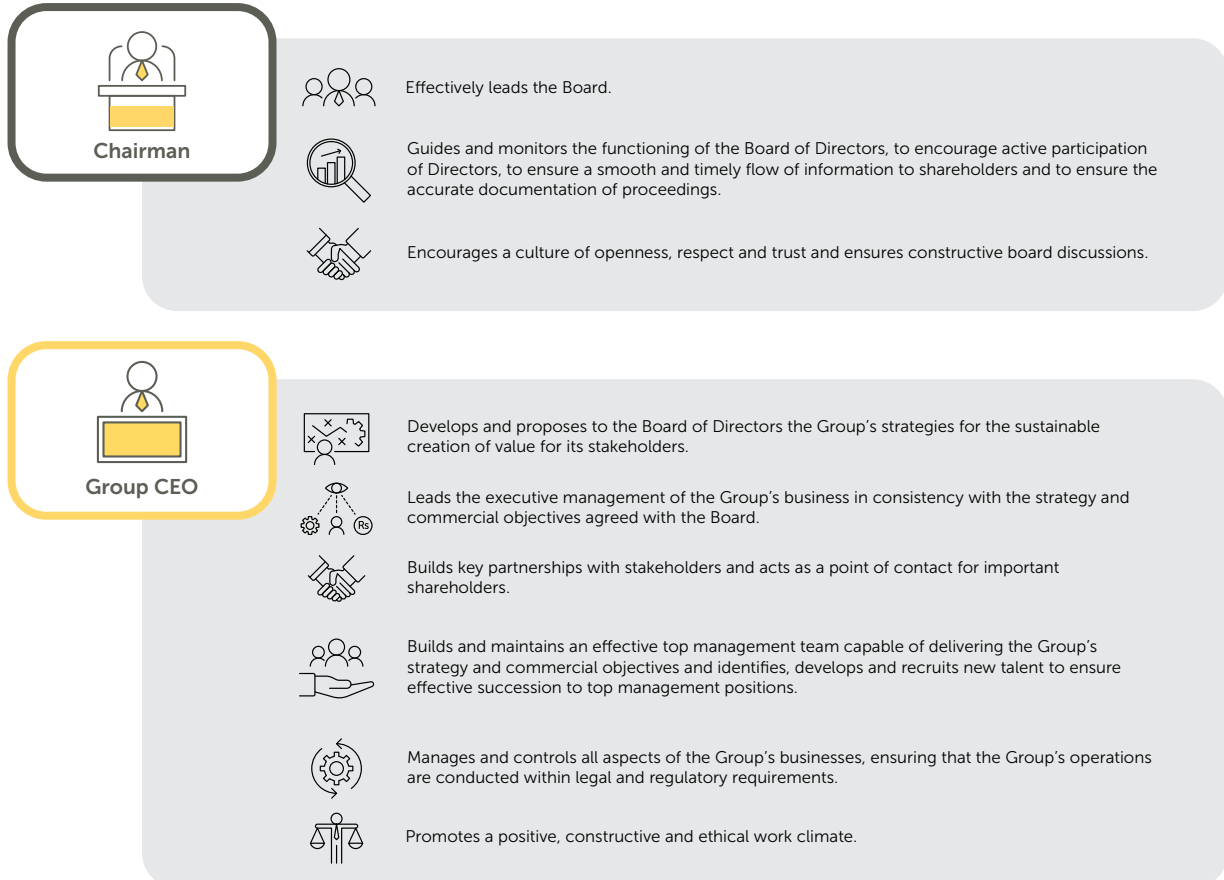 Chairman
Effectively leads the Board.
Guides and monitors the functioning of the Board of Directors, to encourage active participation
of Directors, to ensure a smooth and timely flow of information to shareholders and to ensure the
accurate documentation of proceedings.
Encourages a culture of openness, respect and trust and ensures constructive board discussions.
Group CEO
Develops and proposes to the Board of Directors the Group’s strategies for the sustainable
creation of value for its stakeholders.
Leads the executive management of the Group’s business in consistency with the strategy and
commercial objectives agreed with the Board.
Rs
Builds key partnerships with stakeholders and acts as a point of contact for important
shareholders.
Builds and maintains an effective top management team capable of delivering the Group’s
strategy and commercial objectives and identifies, develops and recruits new talent to ensure
effective succession to top management positions.
Manages and controls all aspects of the Group’s businesses, ensuring that the Group’s operations
are conducted within legal and regulatory requirements.
Promotes a positive, constructive and ethical work climate.